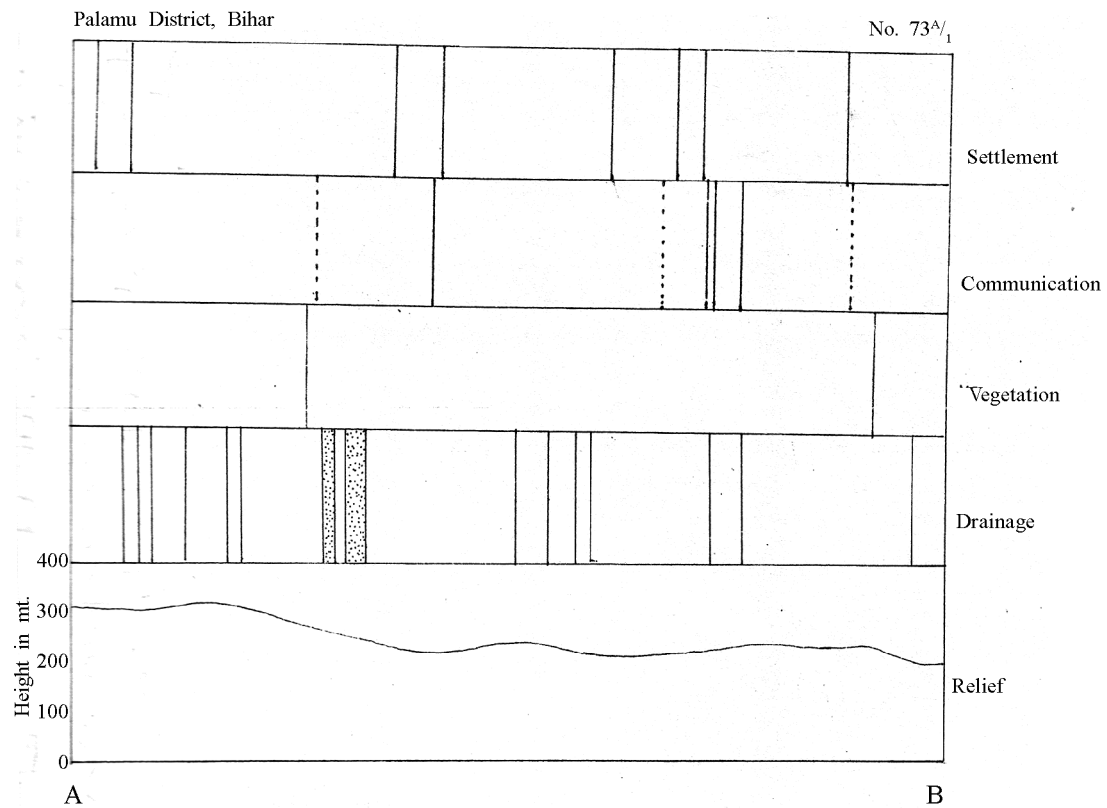 Palamu District, Bihar
No. 73A/1
Settlement
Communication
Vegetation
Drainage
400
300
200
100
0
Height in mt.
Relief
A
B